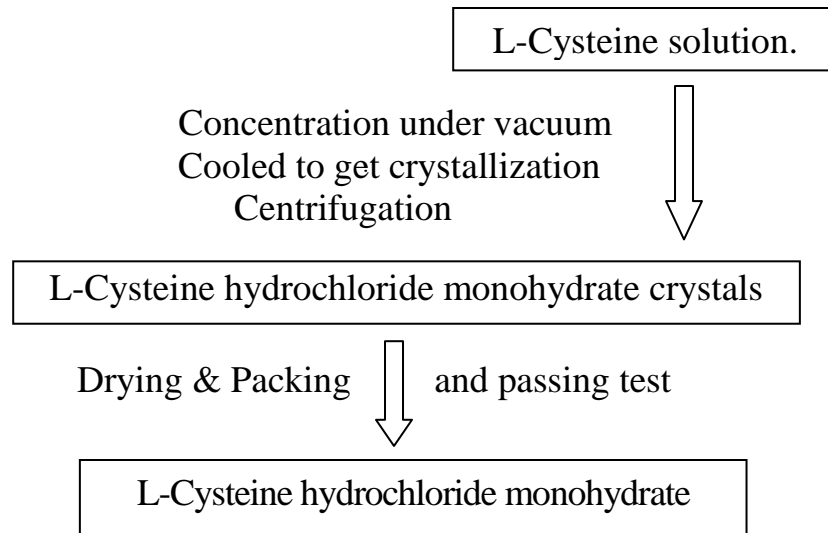 L-Cysteine solution.
Concentration under vacuum
Cooled to get crystallization
Centrifugation
L-Cysteine hydrochloride monohydrate crystals
Drying & Packing and passing test
L-Cysteine hydrochloride monohydrate